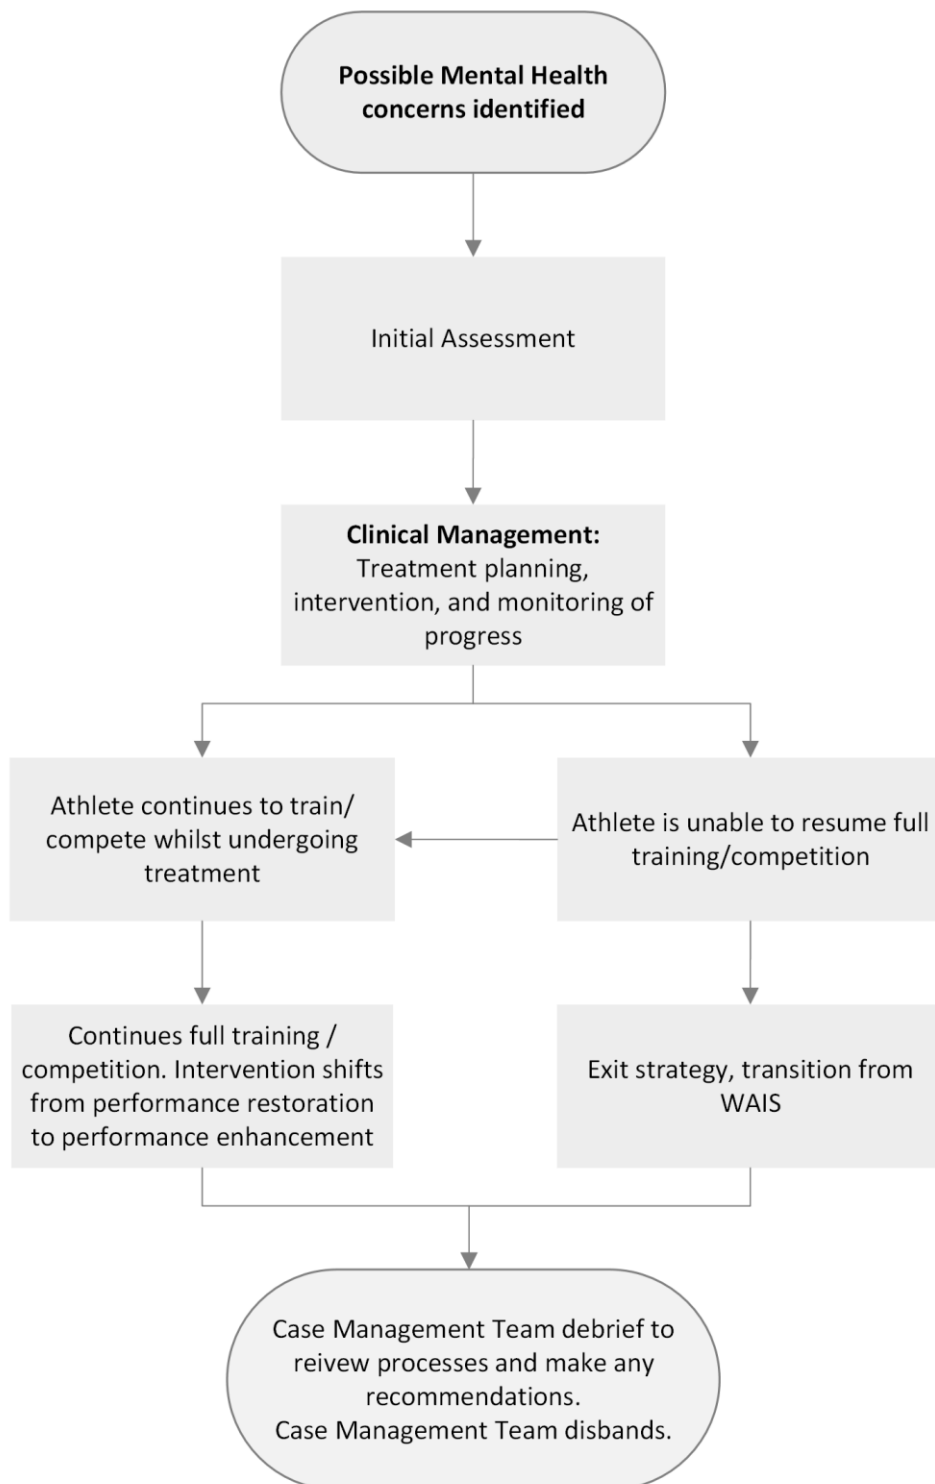 Possible Mental Health
concerns identified
Initial Assessment
Clinical Management:
Treatment planning,
intervention, and monitoring of
progress
Athlete continues to train/
compete whilst undergoing
treatment
Athlete is unable to resume full
training/competition
Continues full training /
competition. Intervention shifts
from performance restoration
to performance enhancement
Exit strategy, transition from
WAIS
Case Management Team debrief to
reivew processes and make any
recommendations.
Case Management Team disbands.